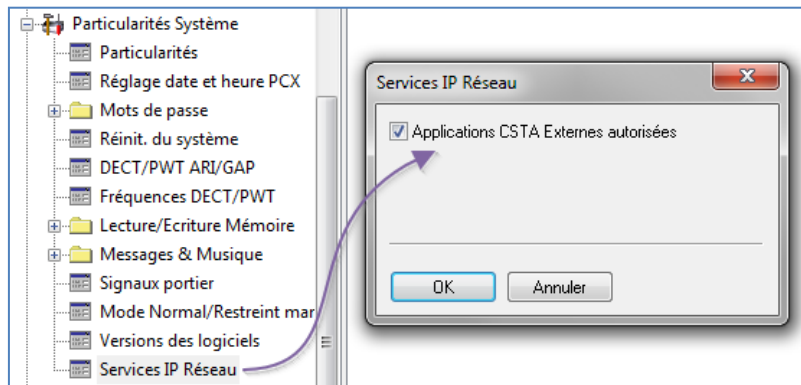 Particularités Système
Particularités
Réglage date et heure PCX
Mots de passe
Réinit. du système
DECT/PWT ARI/GAP
Fréquences DECT/PWT
Lecture/Ecriture Mémoire
Messages & Musique
Signaux portier
Mode Normal/Restreint mar
Versions des logiciels
Services IP Réseau
Services IP Réseau
Applications CSTA Externes autorisées
OK
Annuler